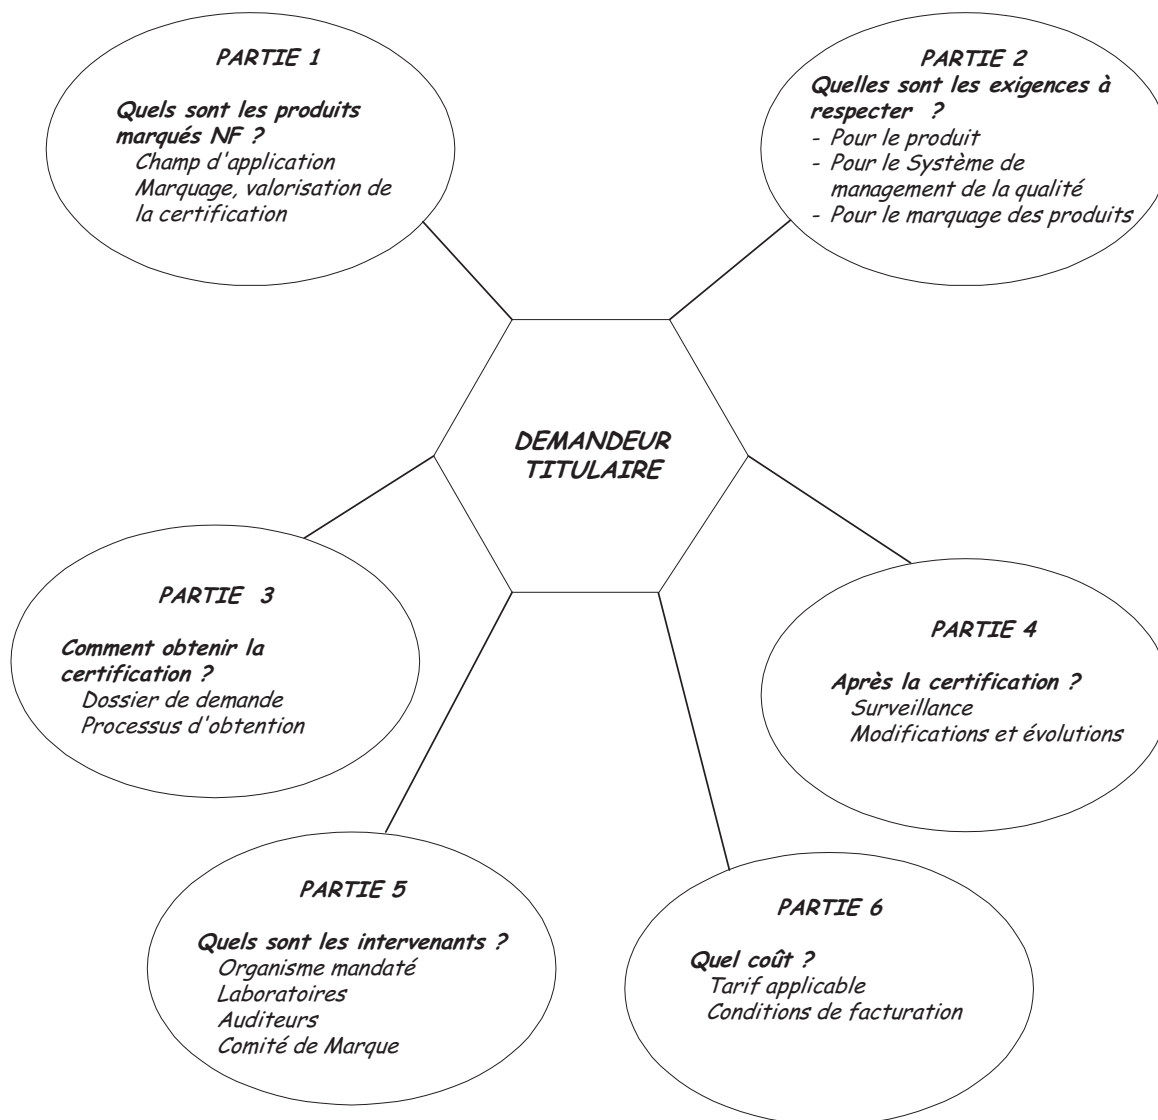 PARTIE 1
Quels sont les produits
marqués NF ?
Champ d'application
Marquage, valorisation de
la certification
PARTIE 2
Quelles sont les exigences à
respecter ?
- Pour le produit
- Pour le Système de
management de la qualité
- Pour le marquage des produits
DEMANDEUR
TITULAIRE
PARTIE 3
Comment obtenir la
certification ?
Dossier de demande
Processus d'obtention
PARTIE 4
Après la certification ?
Surveillance
Modifications et évolutions
PARTIE 5
Quels sont les intervenants ?
Organisme mandaté
Laboratoires
Auditeurs
Comité de Marque
PARTIE 6
Quel coût ?
Tarif applicable
Conditions de facturation